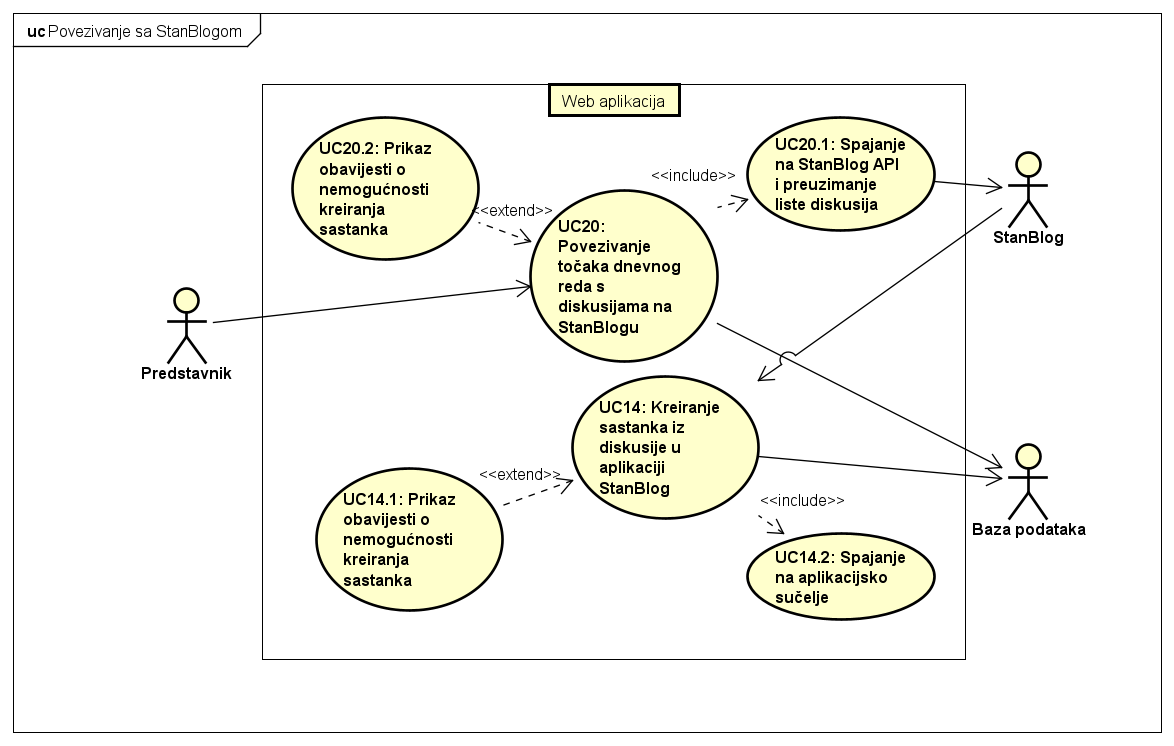 uc Povezivanje sa StanBlogom
Web aplikacija
UC20.2: Prikaz
obavijesti o
nemogućnosti
kreiranja
sastanka
<<extend>>
UC20:
Povezivanje
točaka dnevnog
reda s
diskusijama na
StanBlogu
<<include>>
UC20.1: Spajanje
na StanBlog API
i preuzimanje
liste diskusija
StanBlog
Predstavnik
UC14: Kreiranje
sastanka iz
diskusije u
aplikaciji
StanBlog
<<extend>>
UC14.1: Prikaz
obavijesti o
nemogućnosti
kreiranja
sastanka
<<include>>
UC14.2: Spajanje
na aplikacijsko
sučelje
Baza podataka